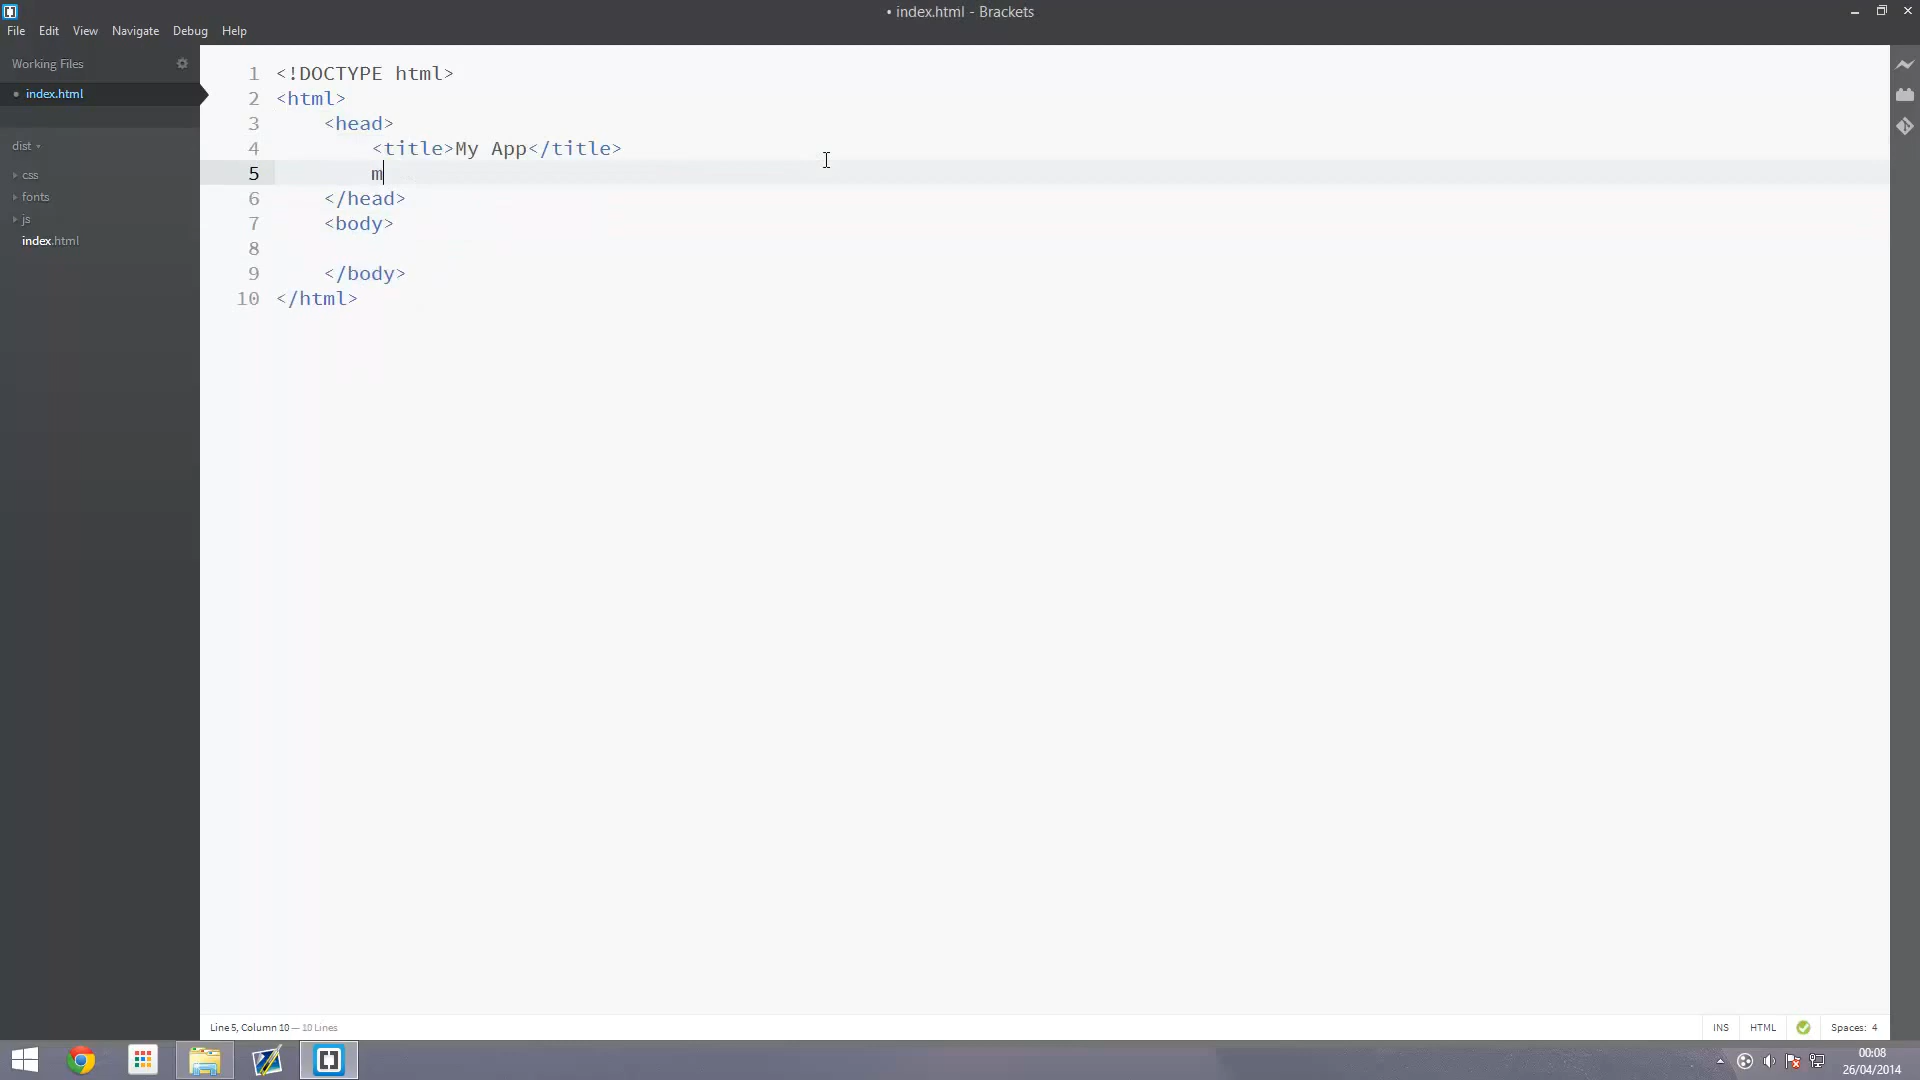 • index.html - Brackets
File Edit View Navigate Debug Help
Working Files
• index.html
dist
css
fonts
js
index.html
1 <!DOCTYPE html>
2 <html>
3 <head>
4 <title>My App</title>
5 m
6 </head>
7 <body>
8
9 </body>
10 </html>
Line 5, Column 10 — 10 Lines
INS HTML Spaces: 4
00:08
26/04/2014